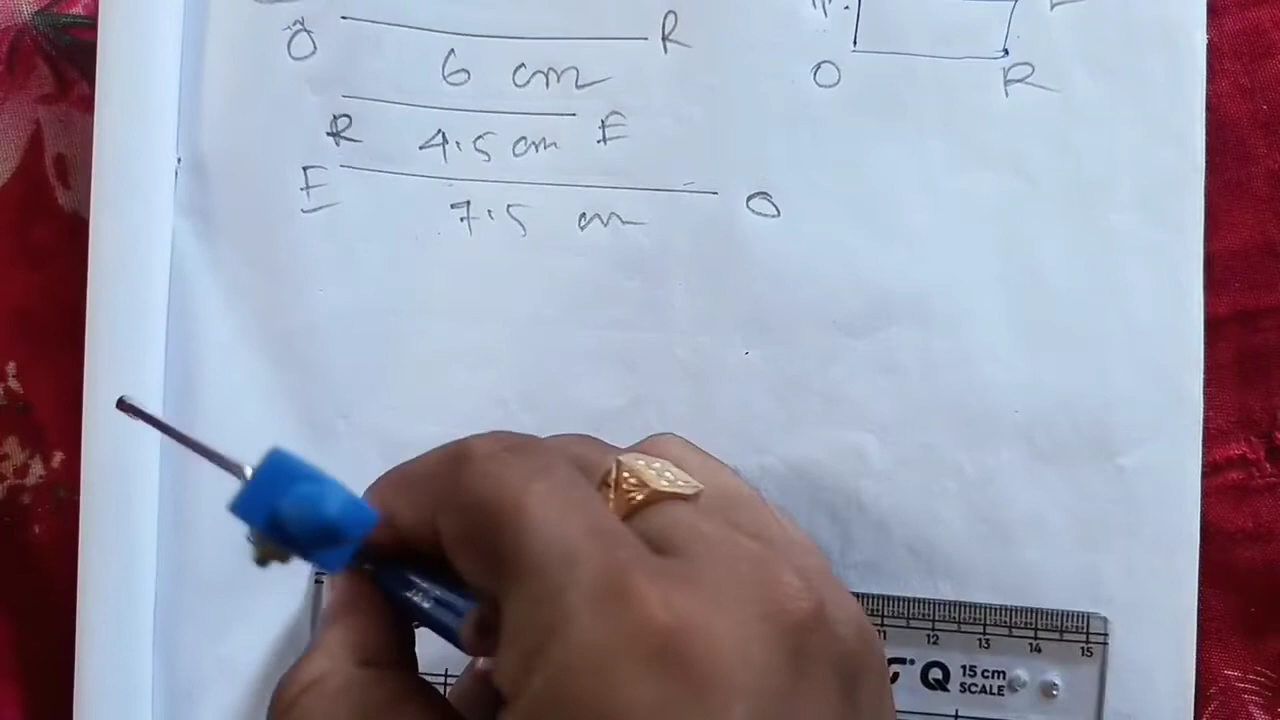 O R
6 cm
R 4.5 cm E
E 7.5 cm O
O R
11 12 13 14 15
Q 15 cm
SCALE